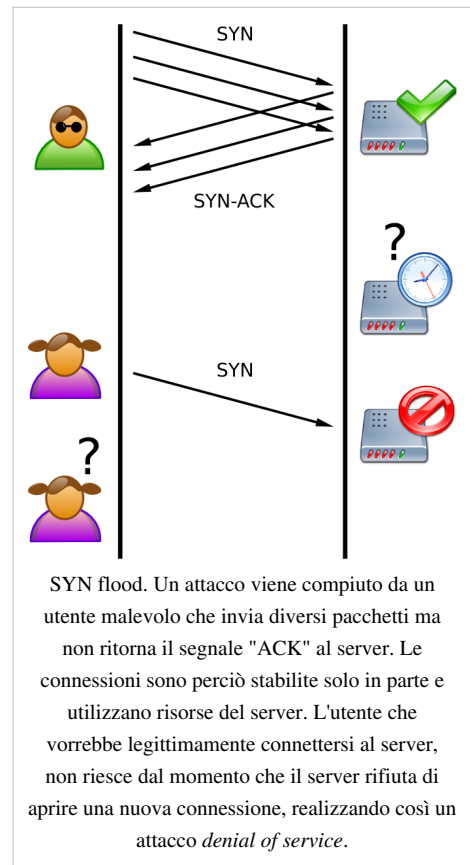 SYN
SYN-ACK
?
SYN
?
SYN flood. Un attacco viene compiuto da un
utente malevolo che invia diversi pacchetti ma
non ritorna il segnale "ACK" al server. Le
connessioni sono perciò stabilite solo in parte e
utilizzano risorse del server. L'utente che
vorrebbe legittimamente connettersi al server,
non riesce dal momento che il server rifiuta di
aprire una nuova connessione, realizzando così un
attacco denial of service.